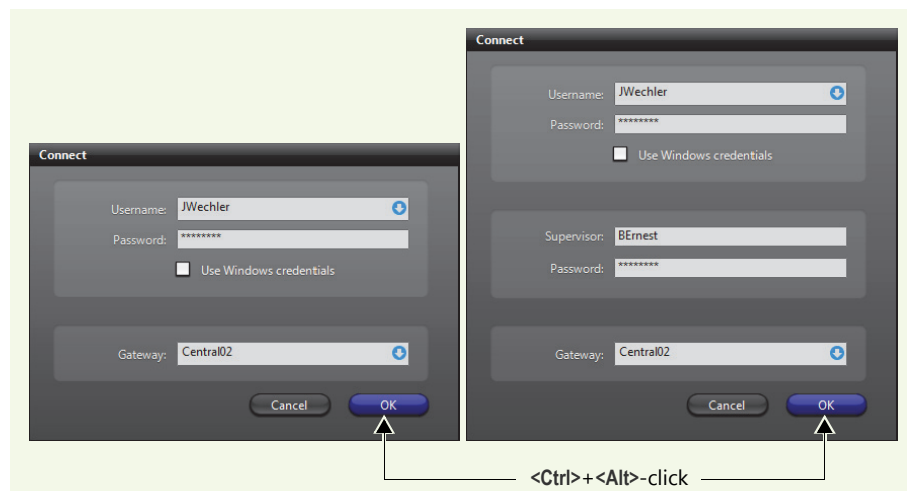 Connect
Username: JWechler
Password: ********
Use Windows credentials
Gateway: Central02
Cancel OK
Connect
Username: JWechler
Password: ********
Use Windows credentials
Supervisor: BErnest
Password: ********
Gateway: Central02
Cancel OK
<Ctrl>+<Alt>-click